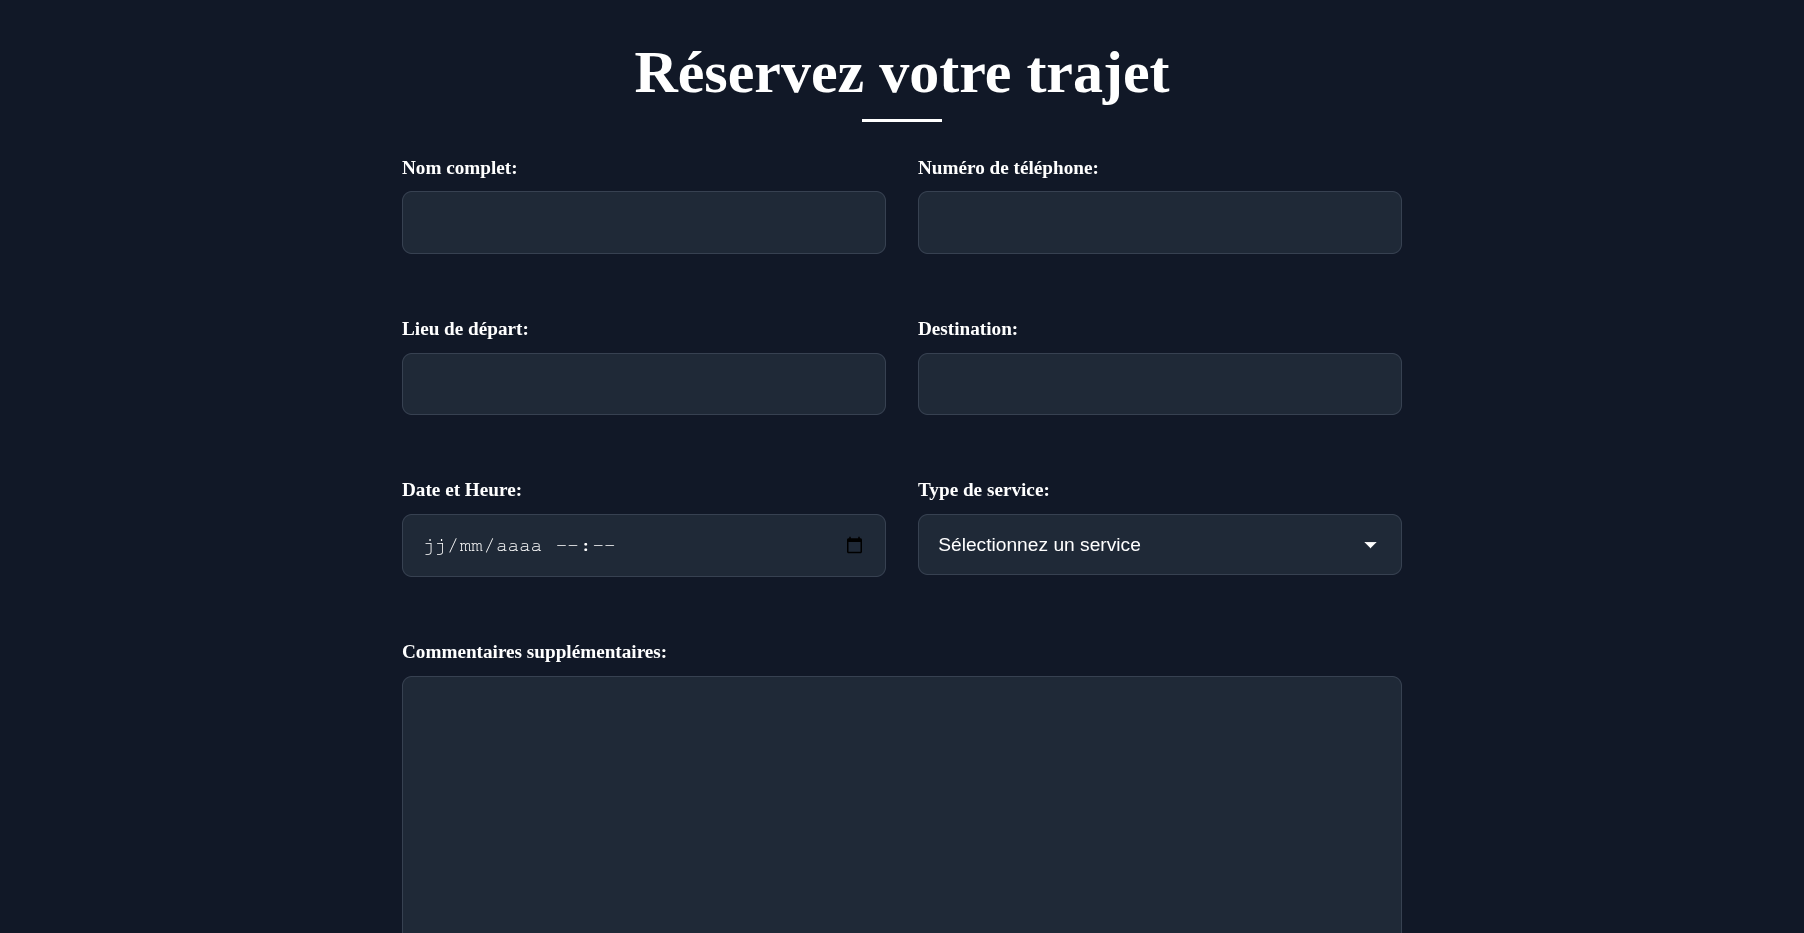 Réservez votre trajet
Nom complet:
Numéro de téléphone:
Lieu de départ:
Destination:
Date et Heure:
Type de service:
jj/mm/aaaa --:--
Sélectionnez un service
Commentaires supplémentaires: